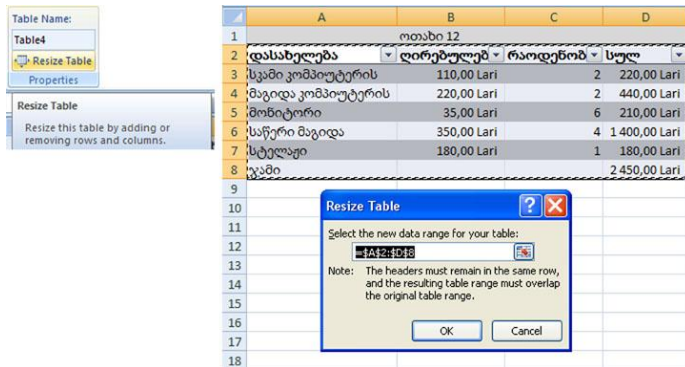 Table Name:
Table4
Resize Table
Properties
Resize Table
Resize this table by adding or
removing rows and columns.
A B C D
1 ოთახი 12
2 დასახელება ღირებულებ რაოდენობ სულ
3 სკამი კომპიუტერის 110,00 Lari 2 220,00 Lari
4 მაგიდა კომპიუტერის 220,00 Lari 2 440,00 Lari
5 მონიტორი 35,00 Lari 6 210,00 Lari
6 საწერი მაგიდა 350,00 Lari 4 1 400,00 Lari
7 სტელაჟი 180,00 Lari 1 180,00 Lari
8 ჯამი 2 450,00 Lari
9
10
11
12
13
14
15
16
17
18
Resize Table
Select the new data range for your table:
=$A$2:$D$8
Note: The headers must remain in the same row,
and the resulting table range must overlap
the original table range.
OK Cancel